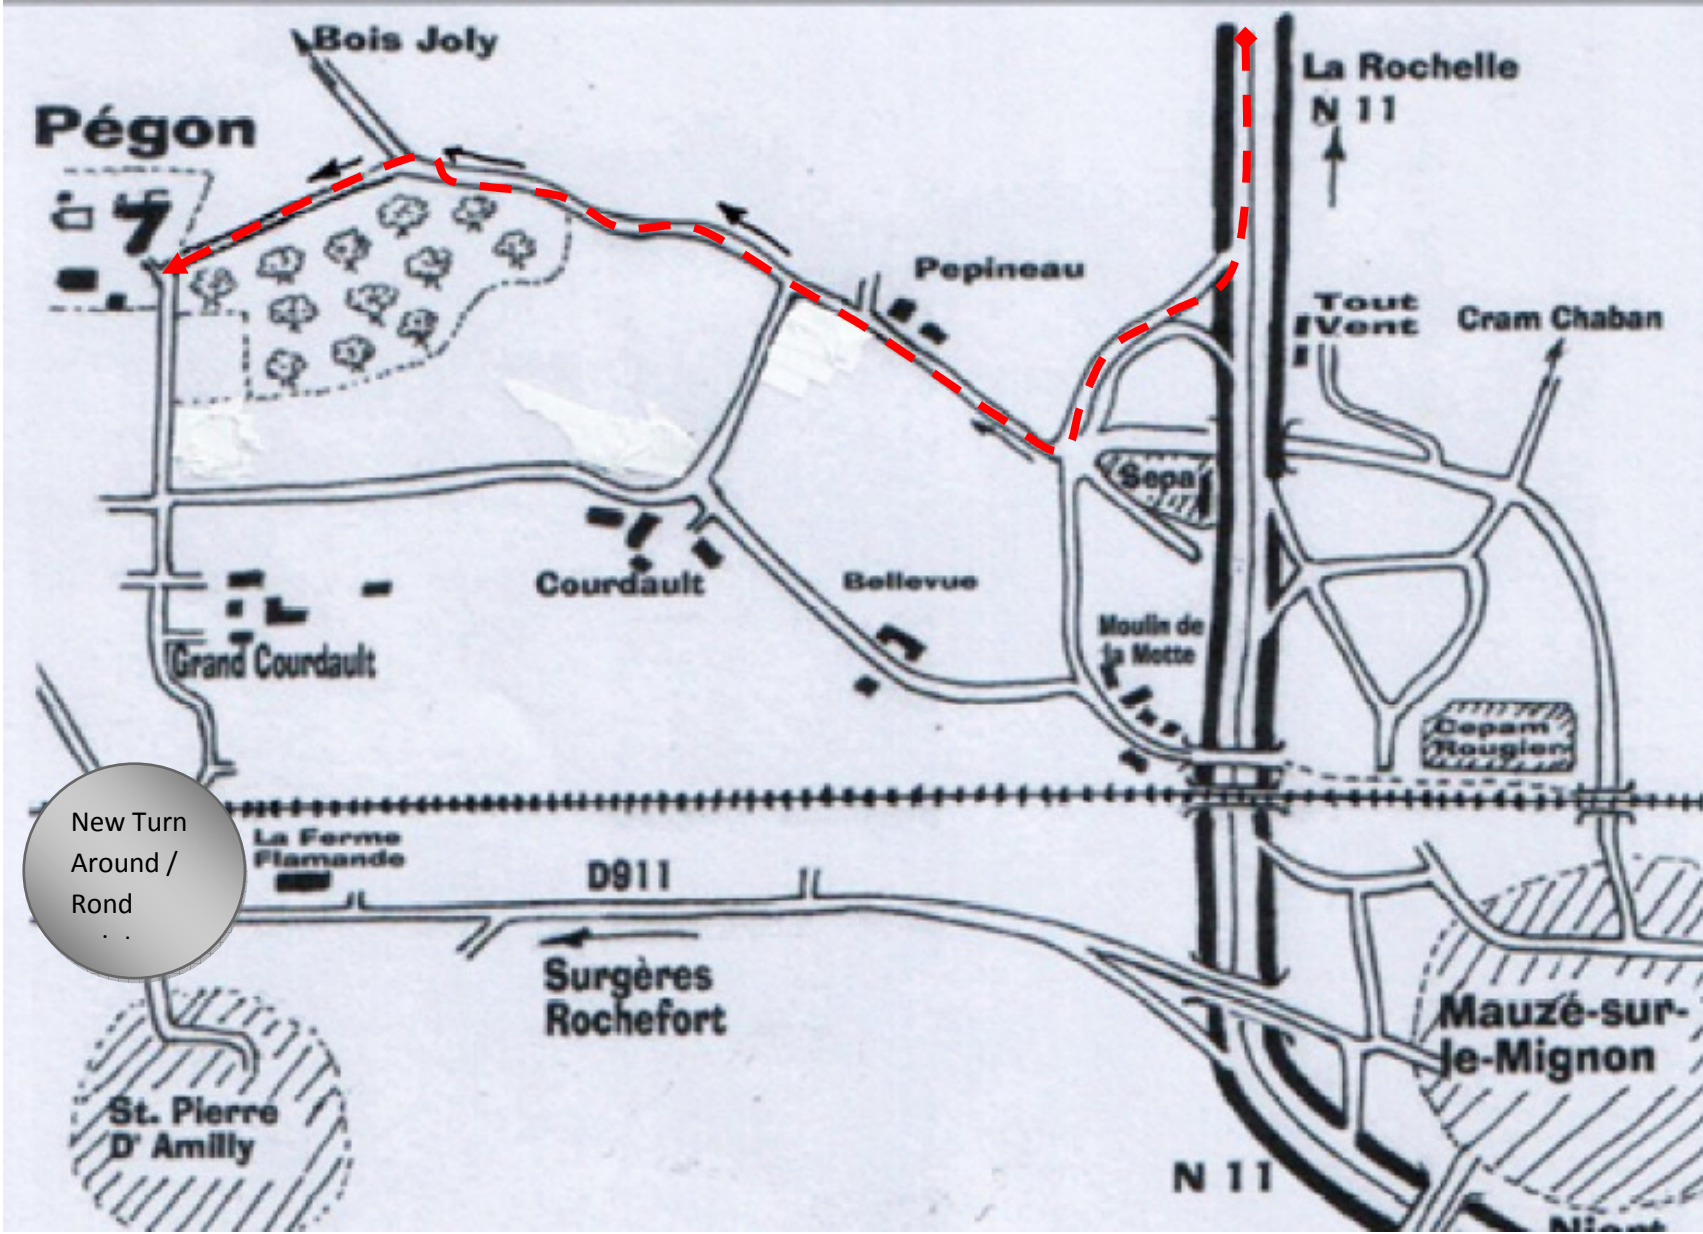 Bois Joly
La Rochelle
N 11
Pégon
Pepineau
Tout
Vent
Cram Chaban
Sepa
Courdault
Bellevue
Moulin de
la Motte
Grand Courdault
Cepam
Rougier
New Turn
Around /
Rond
La Ferme
Flamande
D911
Surgères
Rochefort
Mauzé-sur-
le-Mignon
St. Pierre
D' Amilly
N 11